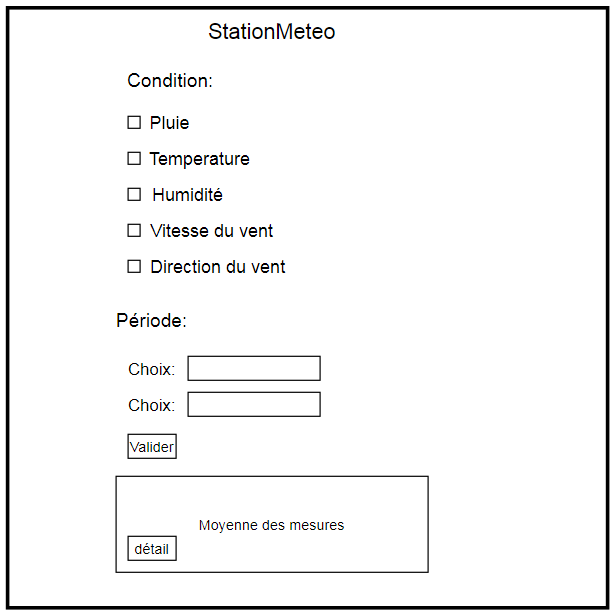 StationMeteo
Condition:
Pluie
Temperature
Humidité
Vitesse du vent
Direction du vent
Période:
Choix:
Choix:
Valider
Moyenne des mesures
détail